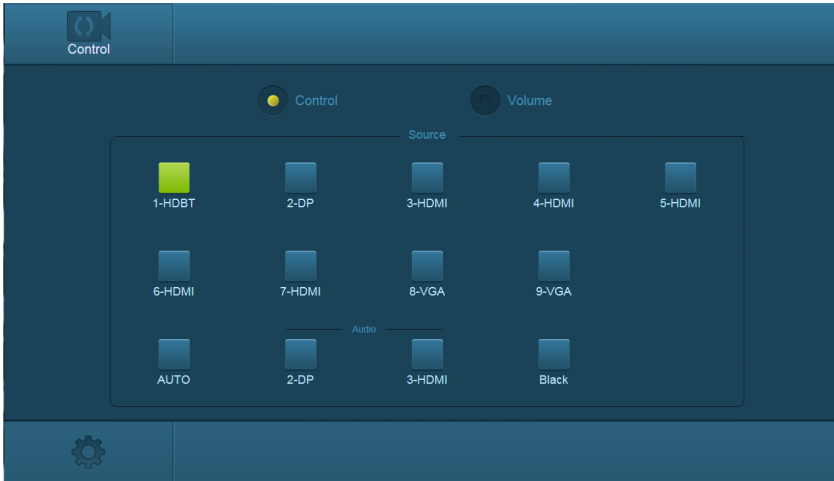 Control
Control Volume
Source
1-HDBT 2-DP 3-HDMI 4-HDMI 5-HDMI
6-HDMI 7-HDMI 8-VGA 9-VGA
Audio
AUTO 2-DP 3-HDMI Black